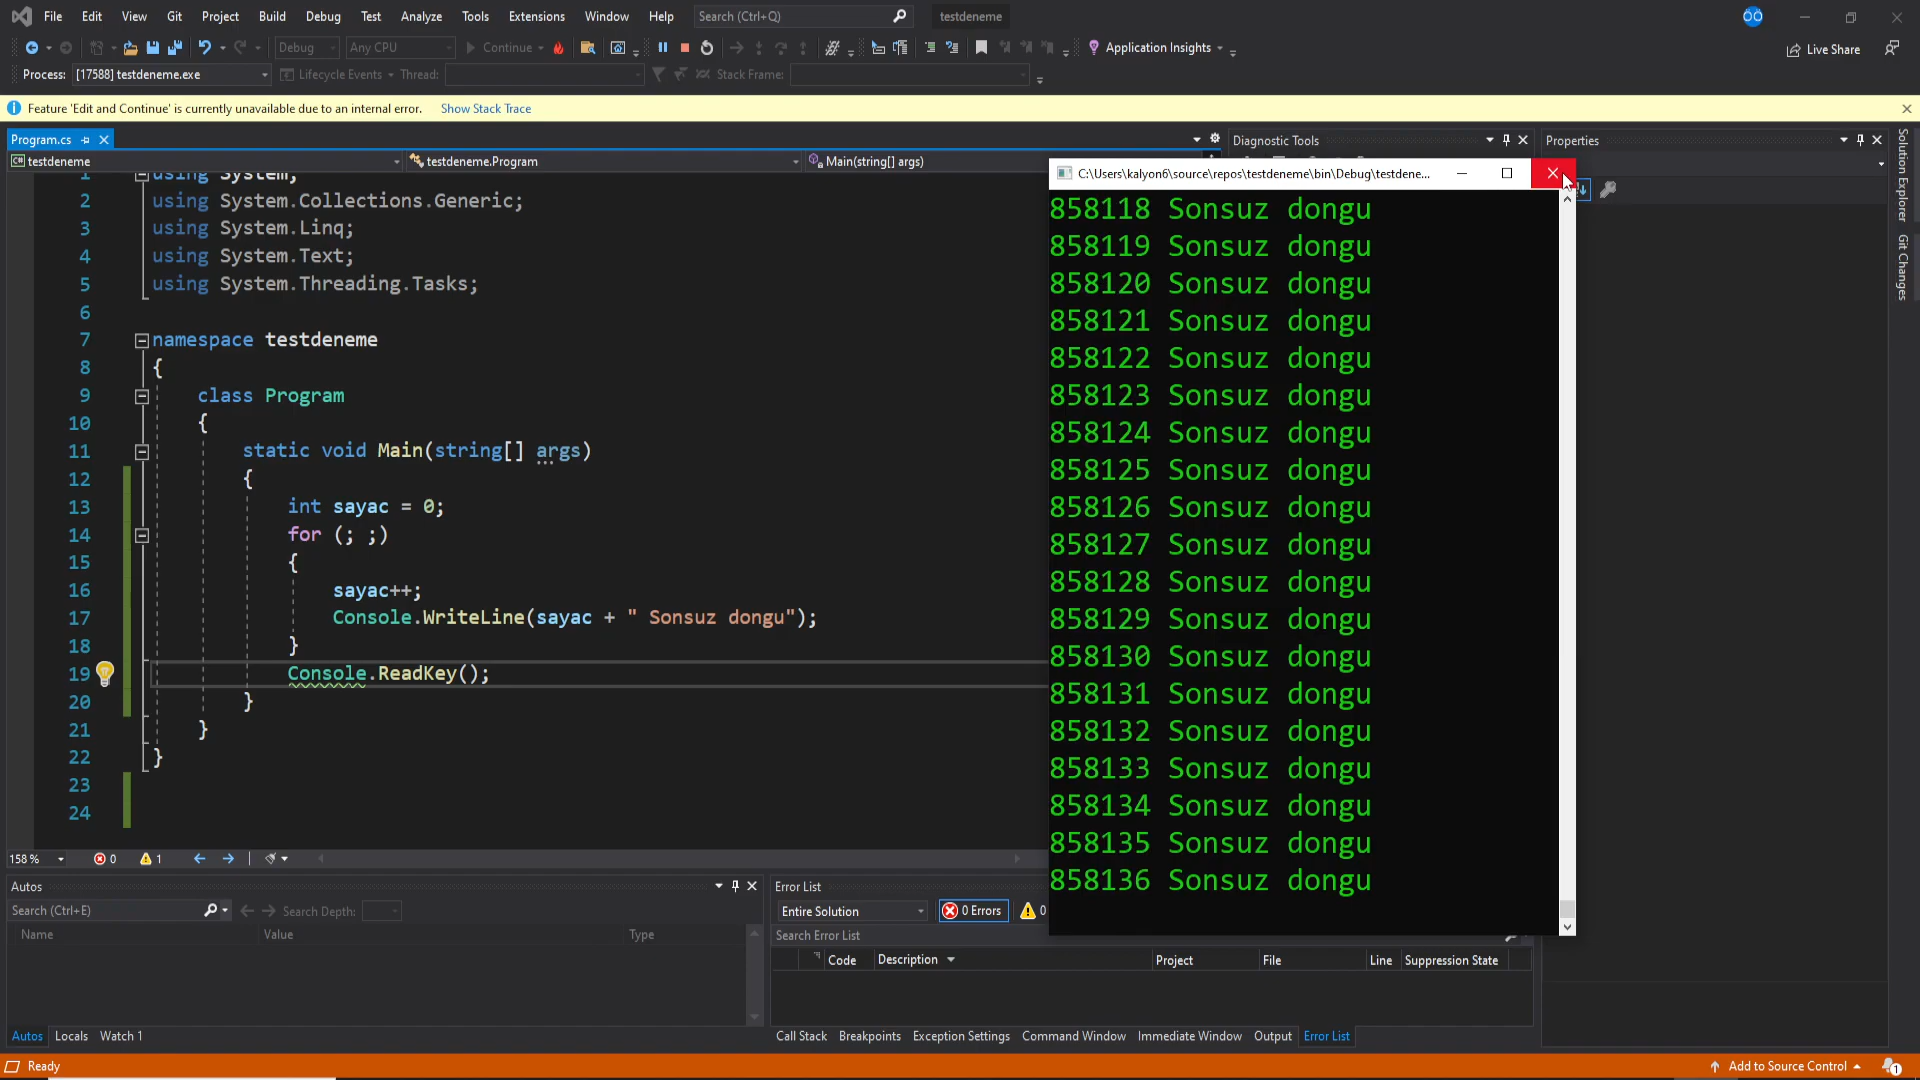 File Edit View Git Project Build Debug Test Analyze Tools Extensions Window Help Search (Ctrl+Q) testdeneme
Debug Any CPU Continue Application Insights Live Share
Process: [17588] testdeneme.exe Lifecycle Events Thread: Stack Frame:
Feature 'Edit and Continue' is currently unavailable due to an internal error. Show Stack Trace
Program.cs
testdeneme testdeneme.Program Main(string[] args)
1 using System;
2 using System.Collections.Generic;
3 using System.Linq;
4 using System.Text;
5 using System.Threading.Tasks;
6
7 namespace testdeneme
8 {
9 class Program
10 {
11 static void Main(string[] args)
12 {
13 int sayac = 0;
14 for (; ;)
15 {
16 sayac++;
17 Console.WriteLine(sayac + " Sonsuz dongu");
18 }
19 Console.ReadKey();
20 }
21 }
22 }
23
24
158 % 0 1
Diagnostic Tools
Properties
Solution Explorer
Git Changes
C:\Users\kalyon6\source\repos\testdeneme\bin\Debug\testdene...
858118 Sonsuz dongu
858119 Sonsuz dongu
858120 Sonsuz dongu
858121 Sonsuz dongu
858122 Sonsuz dongu
858123 Sonsuz dongu
858124 Sonsuz dongu
858125 Sonsuz dongu
858126 Sonsuz dongu
858127 Sonsuz dongu
858128 Sonsuz dongu
858129 Sonsuz dongu
858130 Sonsuz dongu
858131 Sonsuz dongu
858132 Sonsuz dongu
858133 Sonsuz dongu
858134 Sonsuz dongu
858135 Sonsuz dongu
858136 Sonsuz dongu
Autos
Search (Ctrl+E) Search Depth:
Name Value Type
Autos Locals Watch 1
Error List
Entire Solution 0 Errors 0
Search Error List
Code Description Project File Line Suppression State
Call Stack Breakpoints Exception Settings Command Window Immediate Window Output Error List
Ready Add to Source Control 1